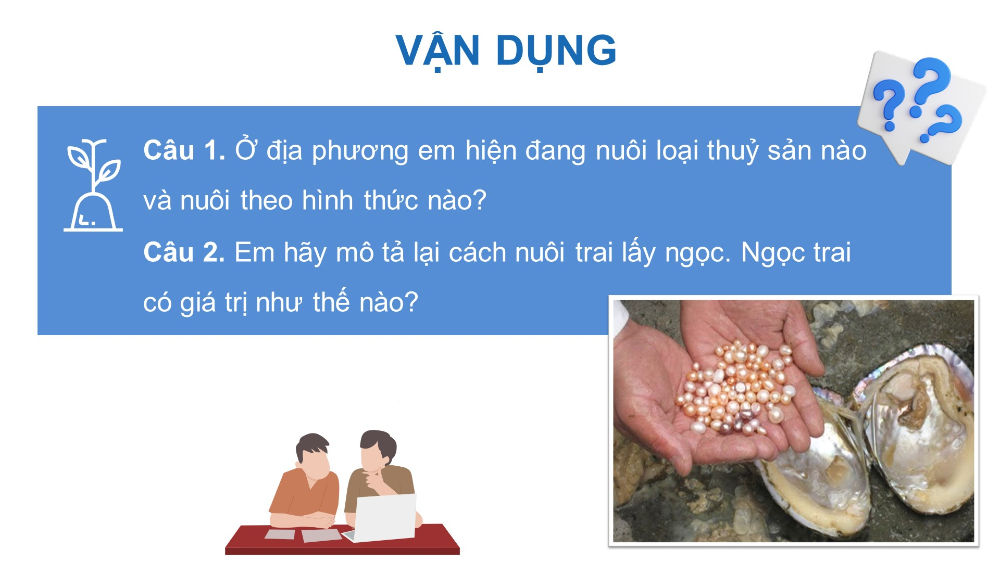 VẬN DỤNG
Câu 1. Ở địa phương em hiện đang nuôi loại thuỷ sản nào
và nuôi theo hình thức nào?
Câu 2. Em hãy mô tả lại cách nuôi trai lấy ngọc. Ngọc trai
có giá trị như thế nào?